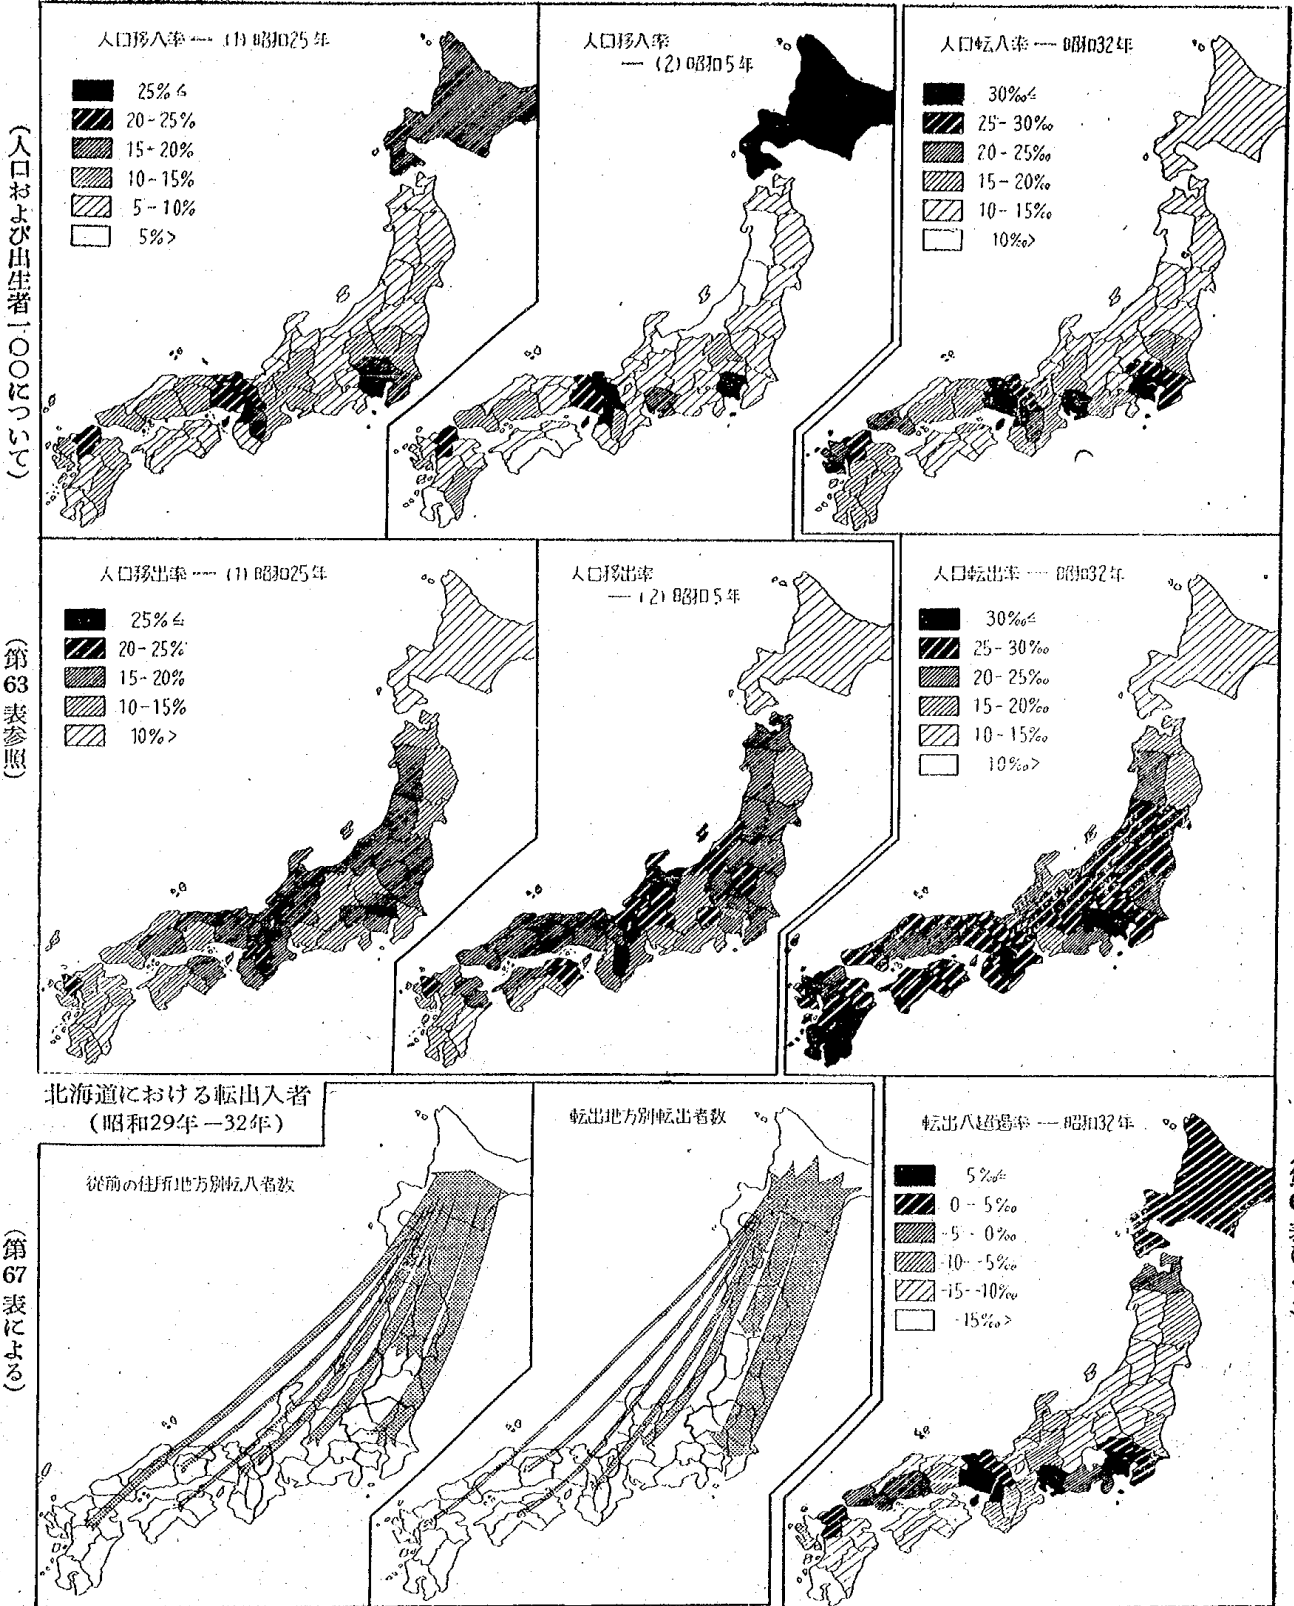 人口移入率 ── (1) 昭和25年
25%≦
20-25%
15-20%
10-15%
5-10%
5%>
人口移入率
── (2) 昭和5年
人口転入率 ── 昭和32年
30‰≦
25-30‰
20-25‰
15-20‰
10-15‰
10‰>
(人口および出生者一〇〇について)
人口移出率 ── (1) 昭和25年
25%≦
20-25%
15-20%
10-15%
10%>
人口移出率
── (2) 昭和5年
人口転出率 ── 昭和32年
30‰≦
25-30‰
20-25‰
15-20‰
10-15‰
10‰>
(第63表参照)
北海道における転出入者
(昭和29年－32年)
従前の住所地方別転入者数
転出地方別転出者数
転出入超過率 ── 昭和32年
5‰≦
0-5‰
-5-0‰
-10--5‰
-15--10‰
-15‰>
(第67表による)